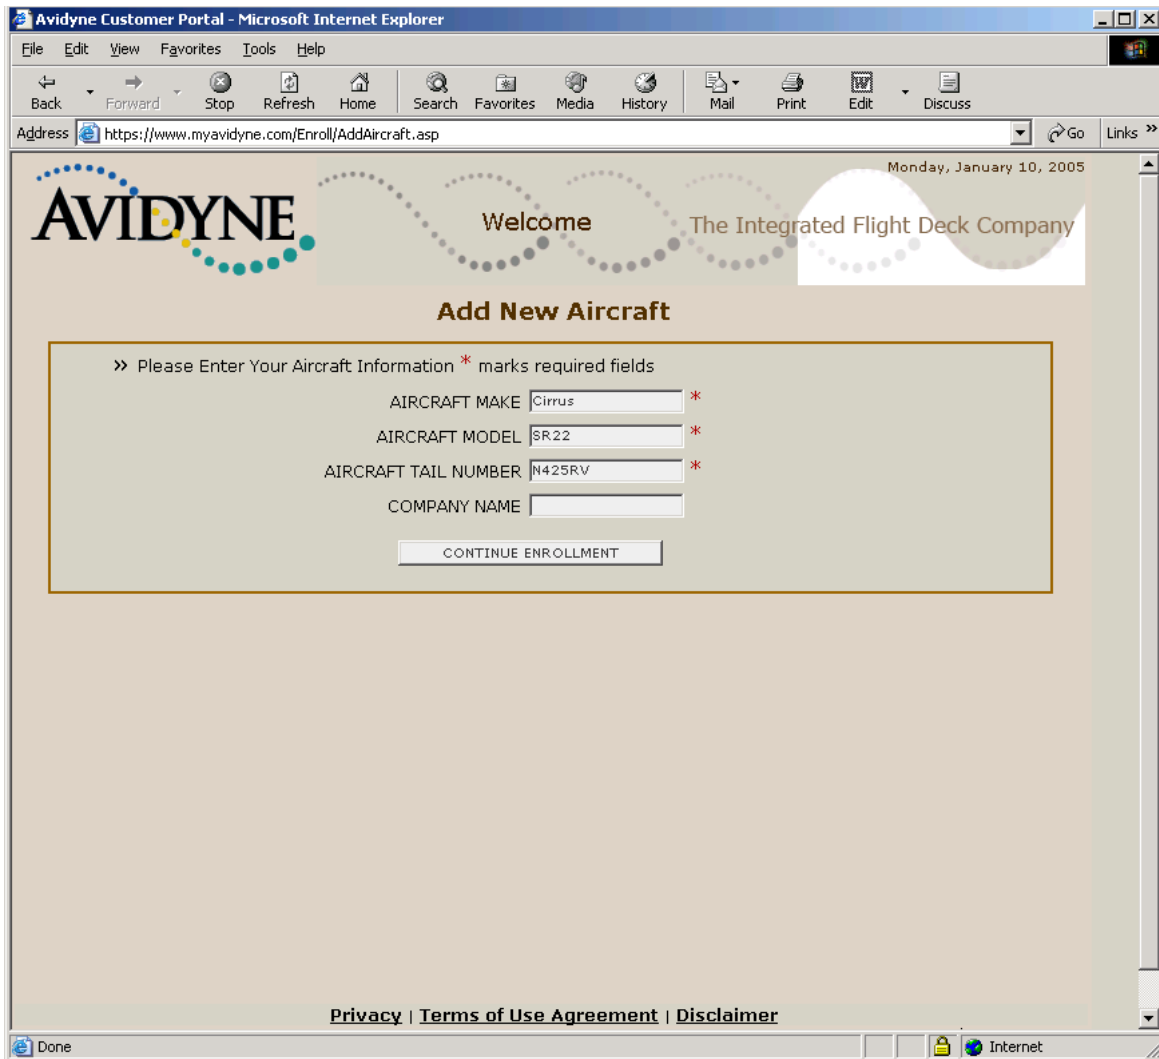 Avidyne Customer Portal - Microsoft Internet Explorer
File Edit View Favorites Tools Help
Back Forward Stop Refresh Home Search Favorites Media History Mail Print Edit Discuss
Address https://www.myavidyne.com/Enroll/AddAircraft.asp Go Links »
Monday, January 10, 2005
AVIDYNE Welcome The Integrated Flight Deck Company
Add New Aircraft
» Please Enter Your Aircraft Information * marks required fields
AIRCRAFT MAKE Cirrus *
AIRCRAFT MODEL SR22 *
AIRCRAFT TAIL NUMBER N425RV *
COMPANY NAME
CONTINUE ENROLLMENT
Privacy | Terms of Use Agreement | Disclaimer
Done Internet